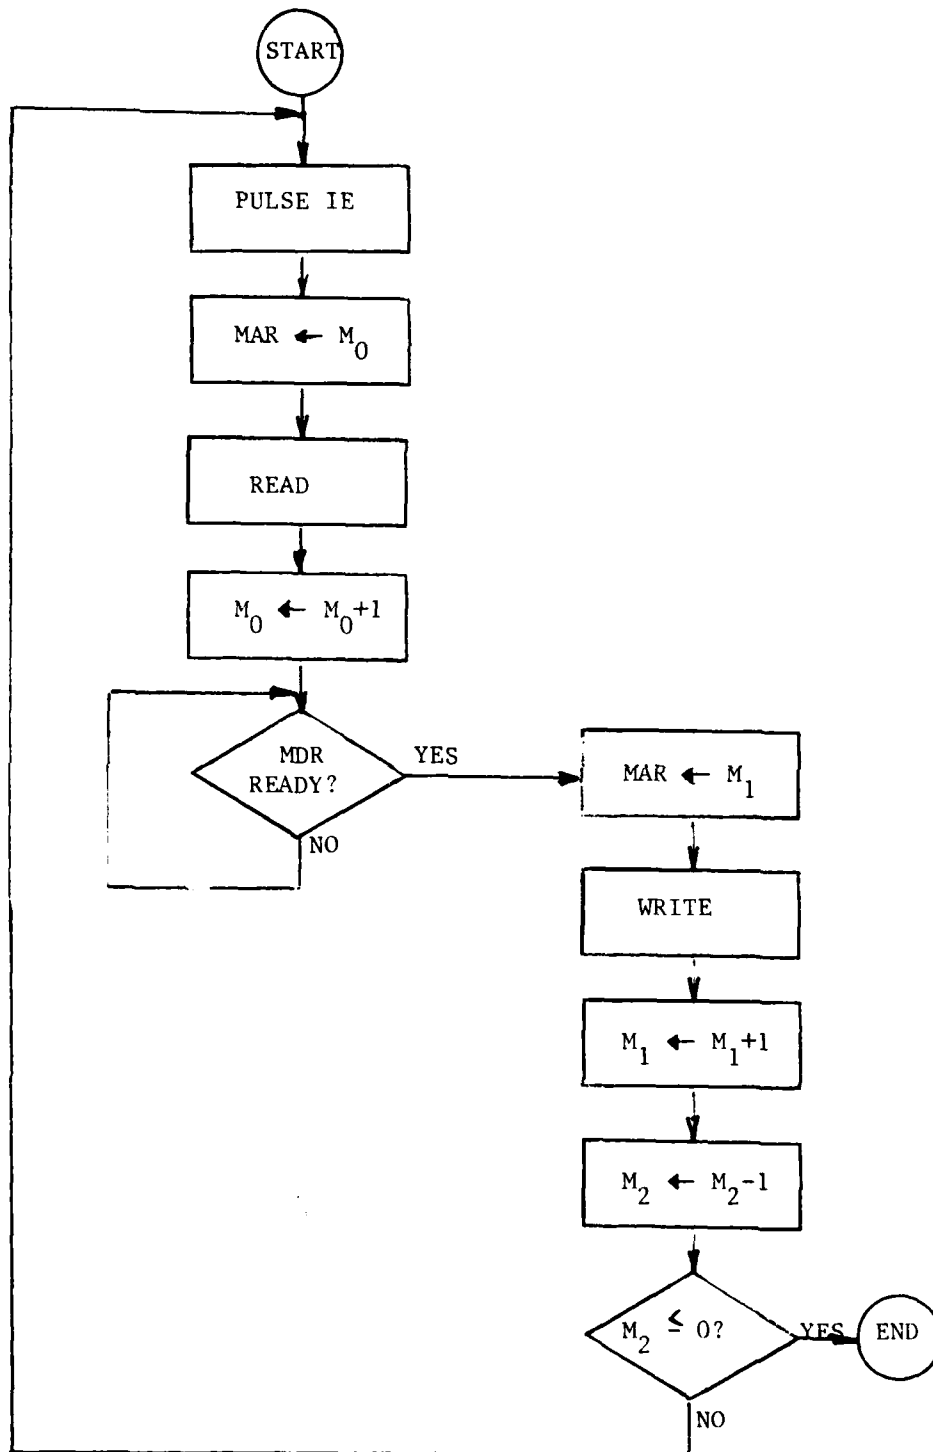 START
PULSE IE
MAR ← M₀
READ
M₀ ← M₀+1
MDR
READY?
YES
NO
MAR ← M₁
WRITE
M₁ ← M₁+1
M₂ ← M₂-1
M₂ ≤ 0?
YES
END
NO